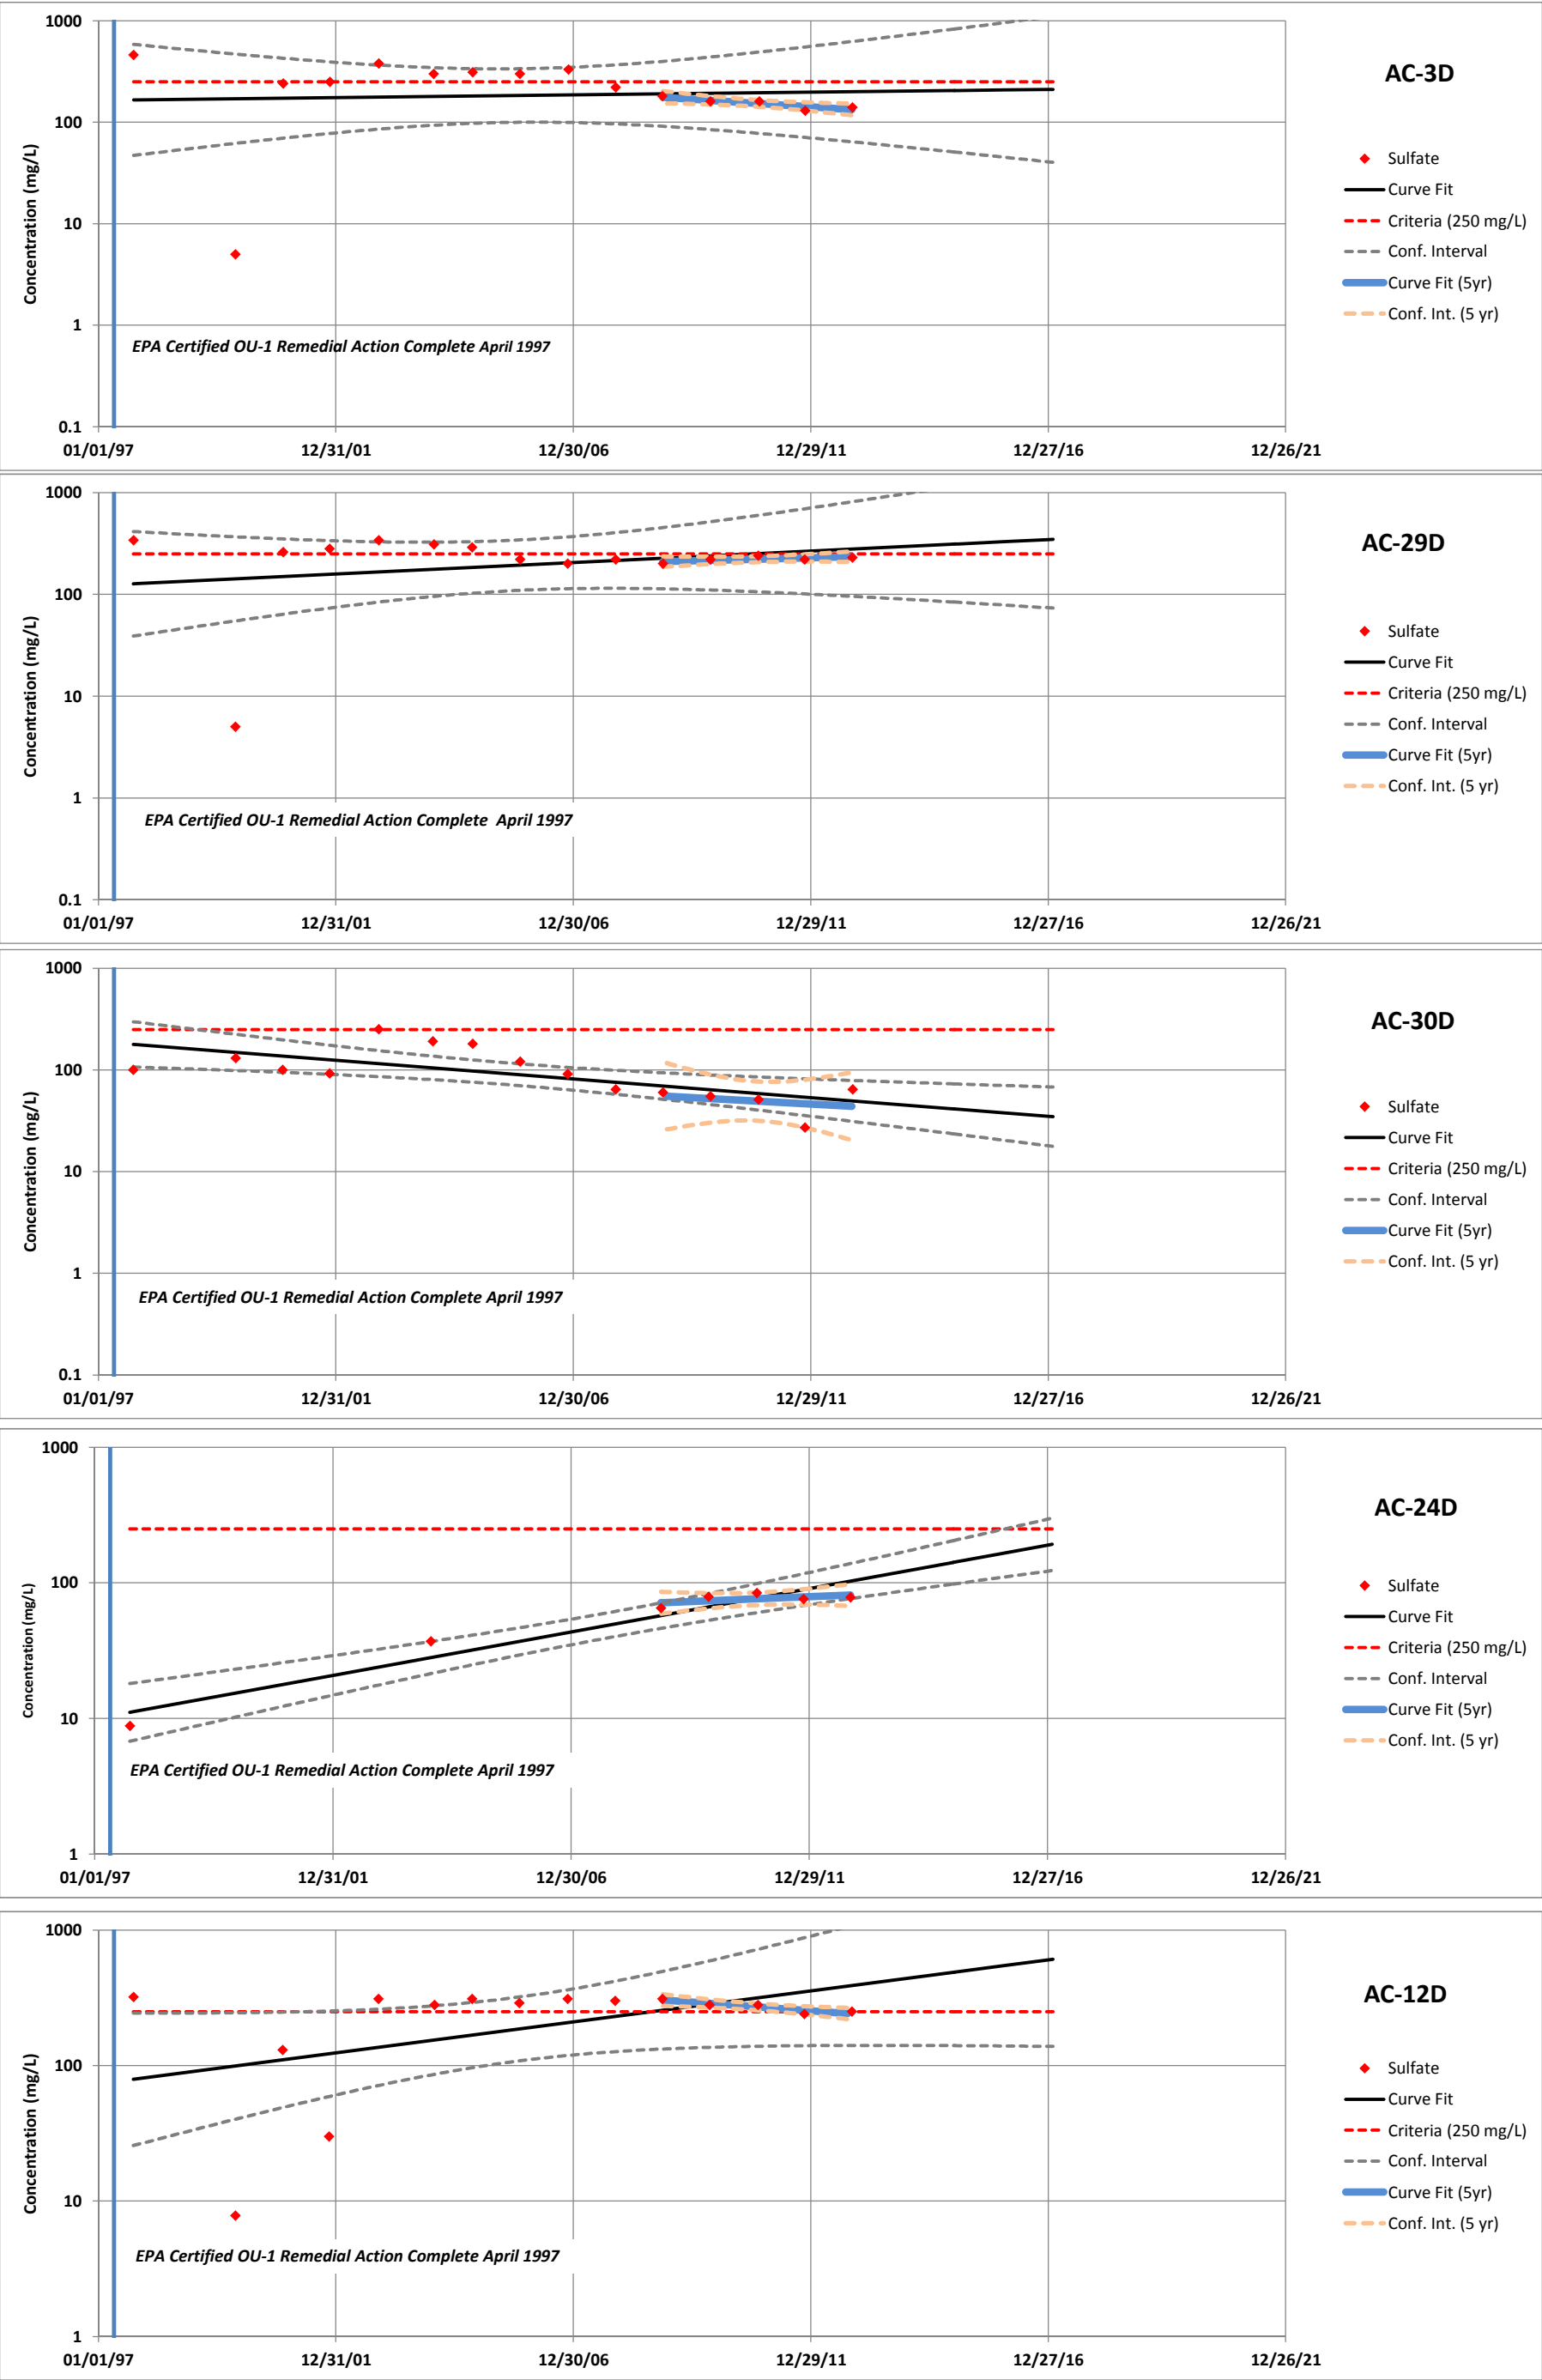 AC-3D
Concentration (mg/L)
1000
100
10
1
0.1
EPA Certified OU-1 Remedial Action Complete April 1997
01/01/97 12/31/01 12/30/06 12/29/11 12/27/16 12/26/21
Sulfate
Curve Fit
Criteria (250 mg/L)
Conf. Interval
Curve Fit (5yr)
Conf. Int. (5 yr)
AC-29D
Concentration (mg/L)
1000
100
10
1
0.1
EPA Certified OU-1 Remedial Action Complete April 1997
01/01/97 12/31/01 12/30/06 12/29/11 12/27/16 12/26/21
Sulfate
Curve Fit
Criteria (250 mg/L)
Conf. Interval
Curve Fit (5yr)
Conf. Int. (5 yr)
AC-30D
Concentration (mg/L)
1000
100
10
1
0.1
EPA Certified OU-1 Remedial Action Complete April 1997
01/01/97 12/31/01 12/30/06 12/29/11 12/27/16 12/26/21
Sulfate
Curve Fit
Criteria (250 mg/L)
Conf. Interval
Curve Fit (5yr)
Conf. Int. (5 yr)
AC-24D
Concentration (mg/L)
1000
100
10
1
EPA Certified OU-1 Remedial Action Complete April 1997
01/01/97 12/31/01 12/30/06 12/29/11 12/27/16 12/26/21
Sulfate
Curve Fit
Criteria (250 mg/L)
Conf. Interval
Curve Fit (5yr)
Conf. Int. (5 yr)
AC-12D
Concentration (mg/L)
1000
100
10
1
EPA Certified OU-1 Remedial Action Complete April 1997
01/01/97 12/31/01 12/30/06 12/29/11 12/27/16 12/26/21
Sulfate
Curve Fit
Criteria (250 mg/L)
Conf. Interval
Curve Fit (5yr)
Conf. Int. (5 yr)